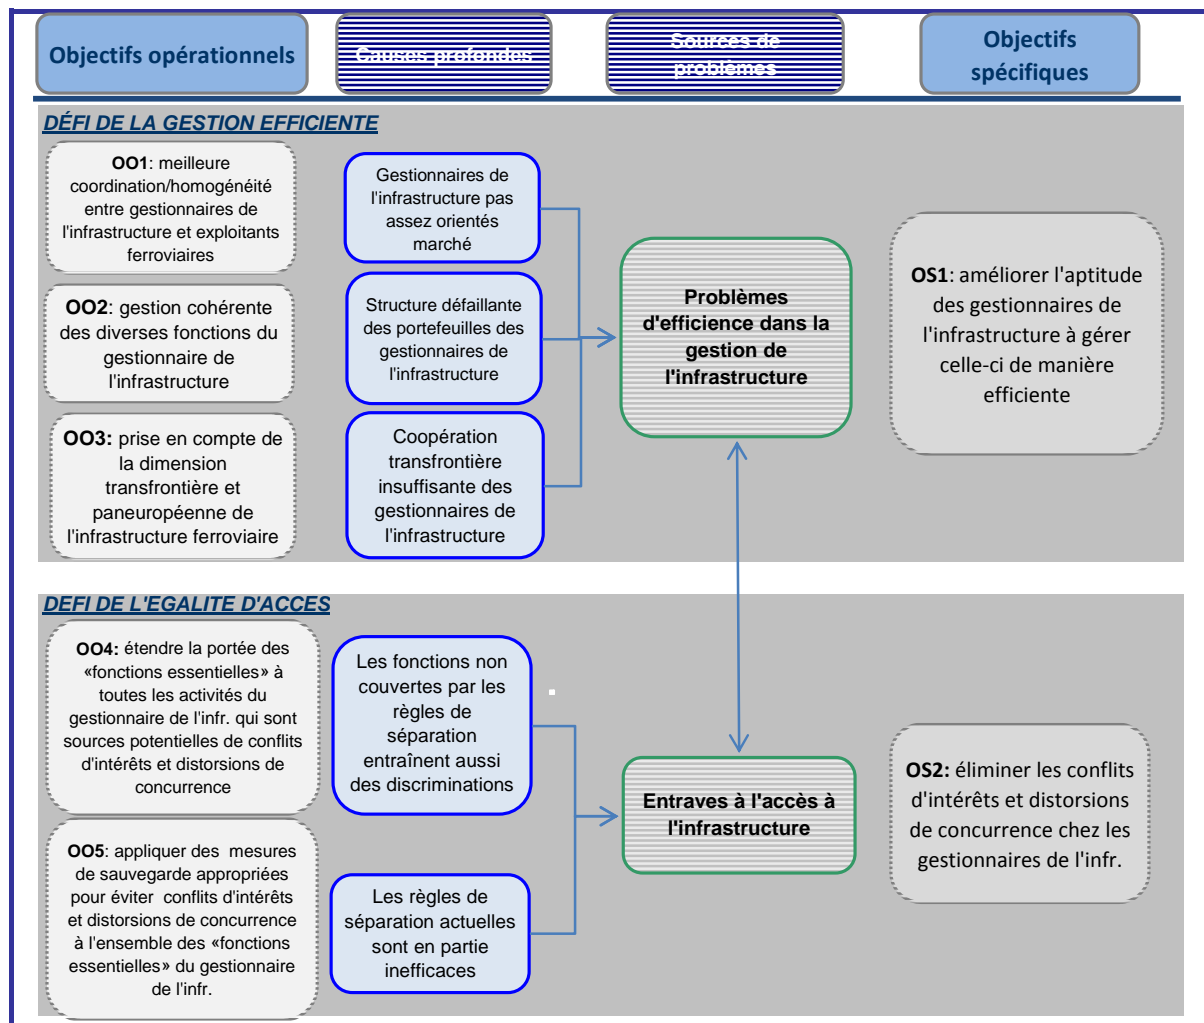 Objectifs opérationnels
Causes profondes
Sources de
problèmes
Objectifs
spécifiques
DÉFI DE LA GESTION EFFICIENTE
OO1: meilleure
coordination/homogénéité
entre gestionnaires de
l'infrastructure et exploitants
ferroviaires
Gestionnaires de
l'infrastructure pas
assez orientés
marché
OO2: gestion cohérente
des diverses fonctions du
gestionnaire de
l'infrastructure
Structure défaillante
des portefeuilles des
gestionnaires de
l'infrastructure
OO3: prise en compte de
la dimension
transfrontière et
paneuropéenne de
l'infrastructure ferroviaire
Coopération
transfrontière
insuffisante des
gestionnaires de
l'infrastructure
Problèmes
d'efficience dans la
gestion de
l'infrastructure
OS1: améliorer l'aptitude
des gestionnaires de
l'infrastructure à gérer
celle-ci de manière
efficiente
DEFI DE L'EGALITE D'ACCES
OO4: étendre la portée des
«fonctions essentielles» à
toutes les activités du
gestionnaire de l'infr. qui sont
sources potentielles de conflits
d'intérêts et distorsions de
concurrence
Les fonctions non
couvertes par les
règles de
séparation
entraînent aussi
des discriminations
OO5: appliquer des mesures
de sauvegarde appropriées
pour éviter conflits d'intérêts
et distorsions de concurrence
à l'ensemble des «fonctions
essentielles» du gestionnaire
de l'infr.
Les règles de
séparation actuelles
sont en partie
inefficaces
Entraves à l'accès à
l'infrastructure
OS2: éliminer les conflits
d'intérêts et distorsions
de concurrence chez les
gestionnaires de l'infr.